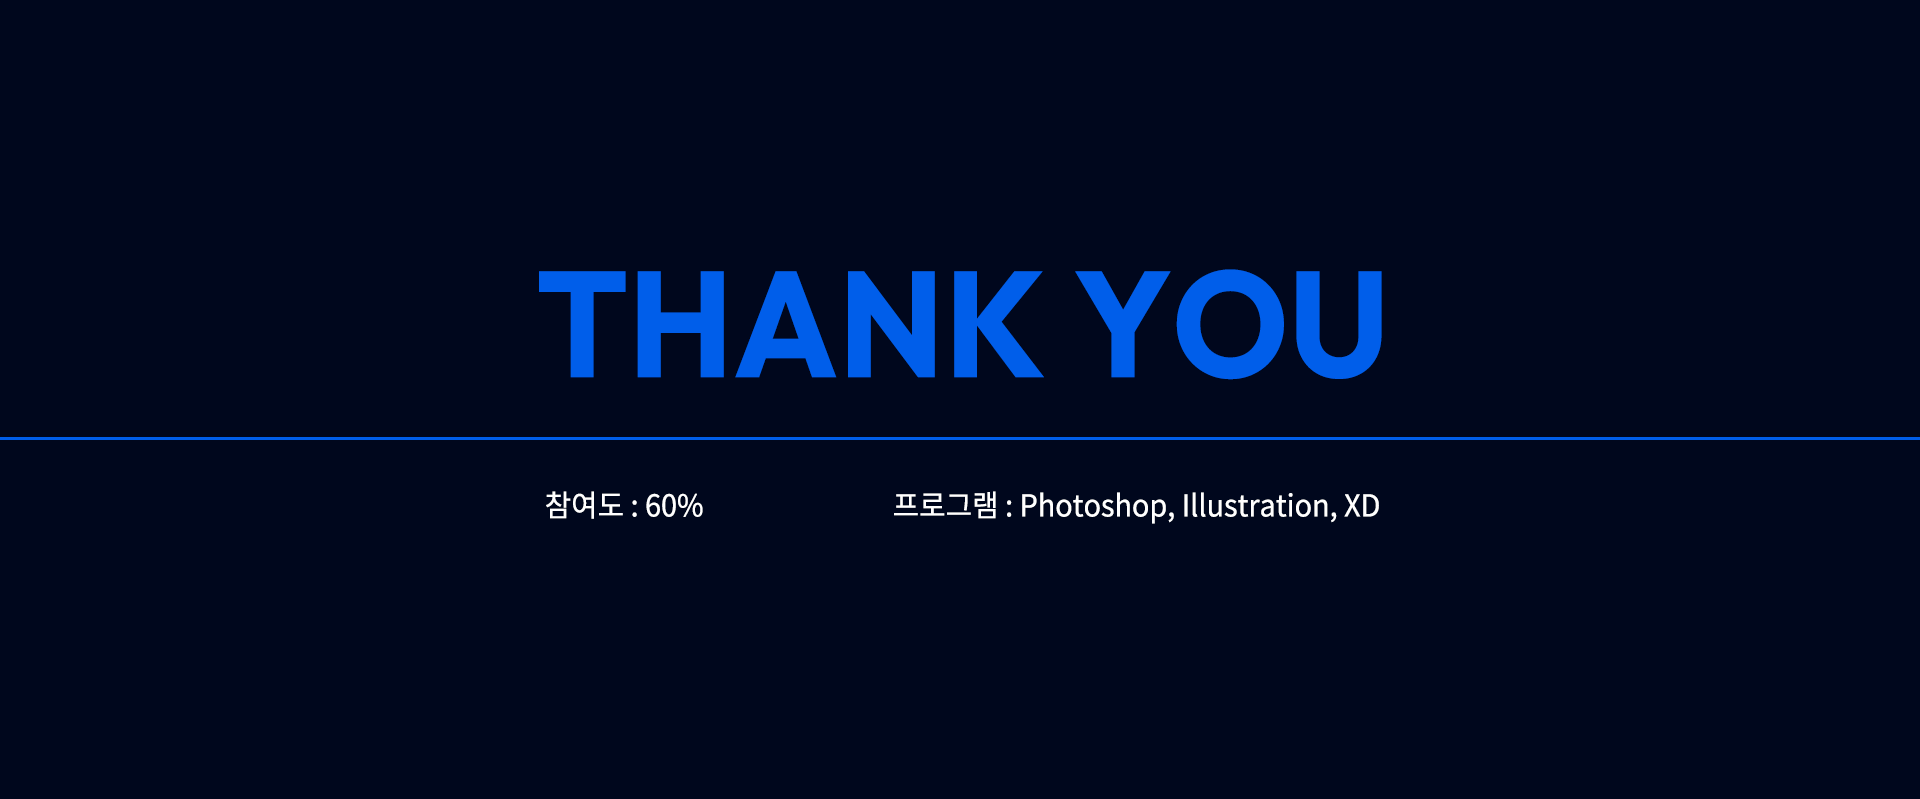 THANK YOU
참여도 : 60%
프로그램 : Photoshop, Illustration, XD